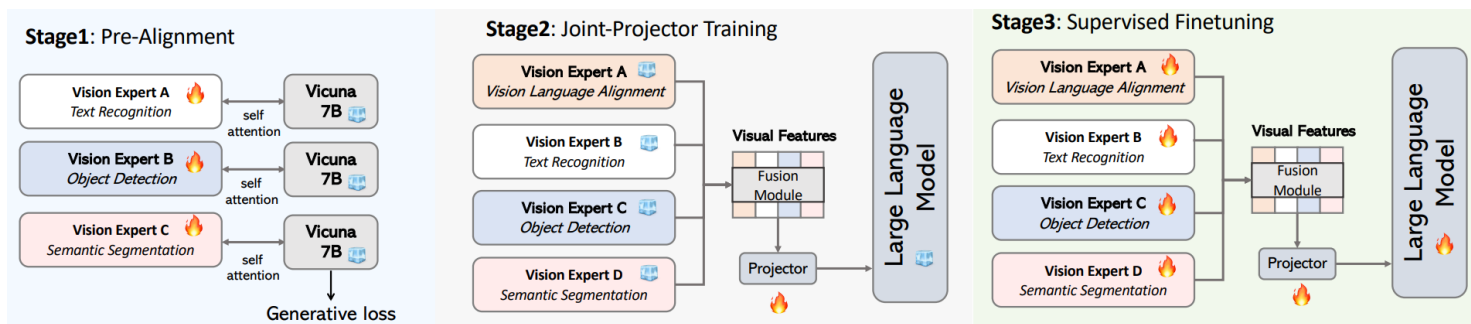 Stage1: Pre-Alignment
Vision Expert A
Text Recognition
self
attention
Vicuna
7B
Vision Expert B
Object Detection
self
attention
Vicuna
7B
Vision Expert C
Semantic Segmentation
self
attention
Vicuna
7B
Generative loss
Stage2: Joint-Projector Training
Vision Expert A
Vision Language Alignment
Vision Expert B
Text Recognition
Vision Expert C
Object Detection
Vision Expert D
Semantic Segmentation
Visual Features
Fusion
Module
Projector
Large Language
Model
Stage3: Supervised Finetuning
Vision Expert A
Vision Language Alignment
Vision Expert B
Text Recognition
Vision Expert C
Object Detection
Vision Expert D
Semantic Segmentation
Visual Features
Fusion
Module
Projector
Large Language
Model